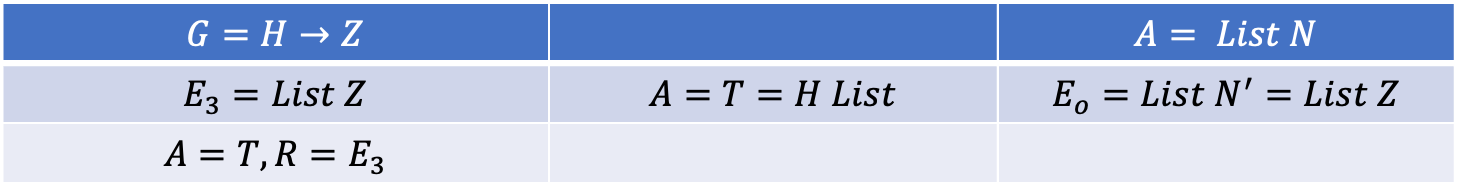 G = H → Z
A = List N
E₃ = List Z
A = T = H List
Eₒ = List N′ = List Z
A = T, R = E₃